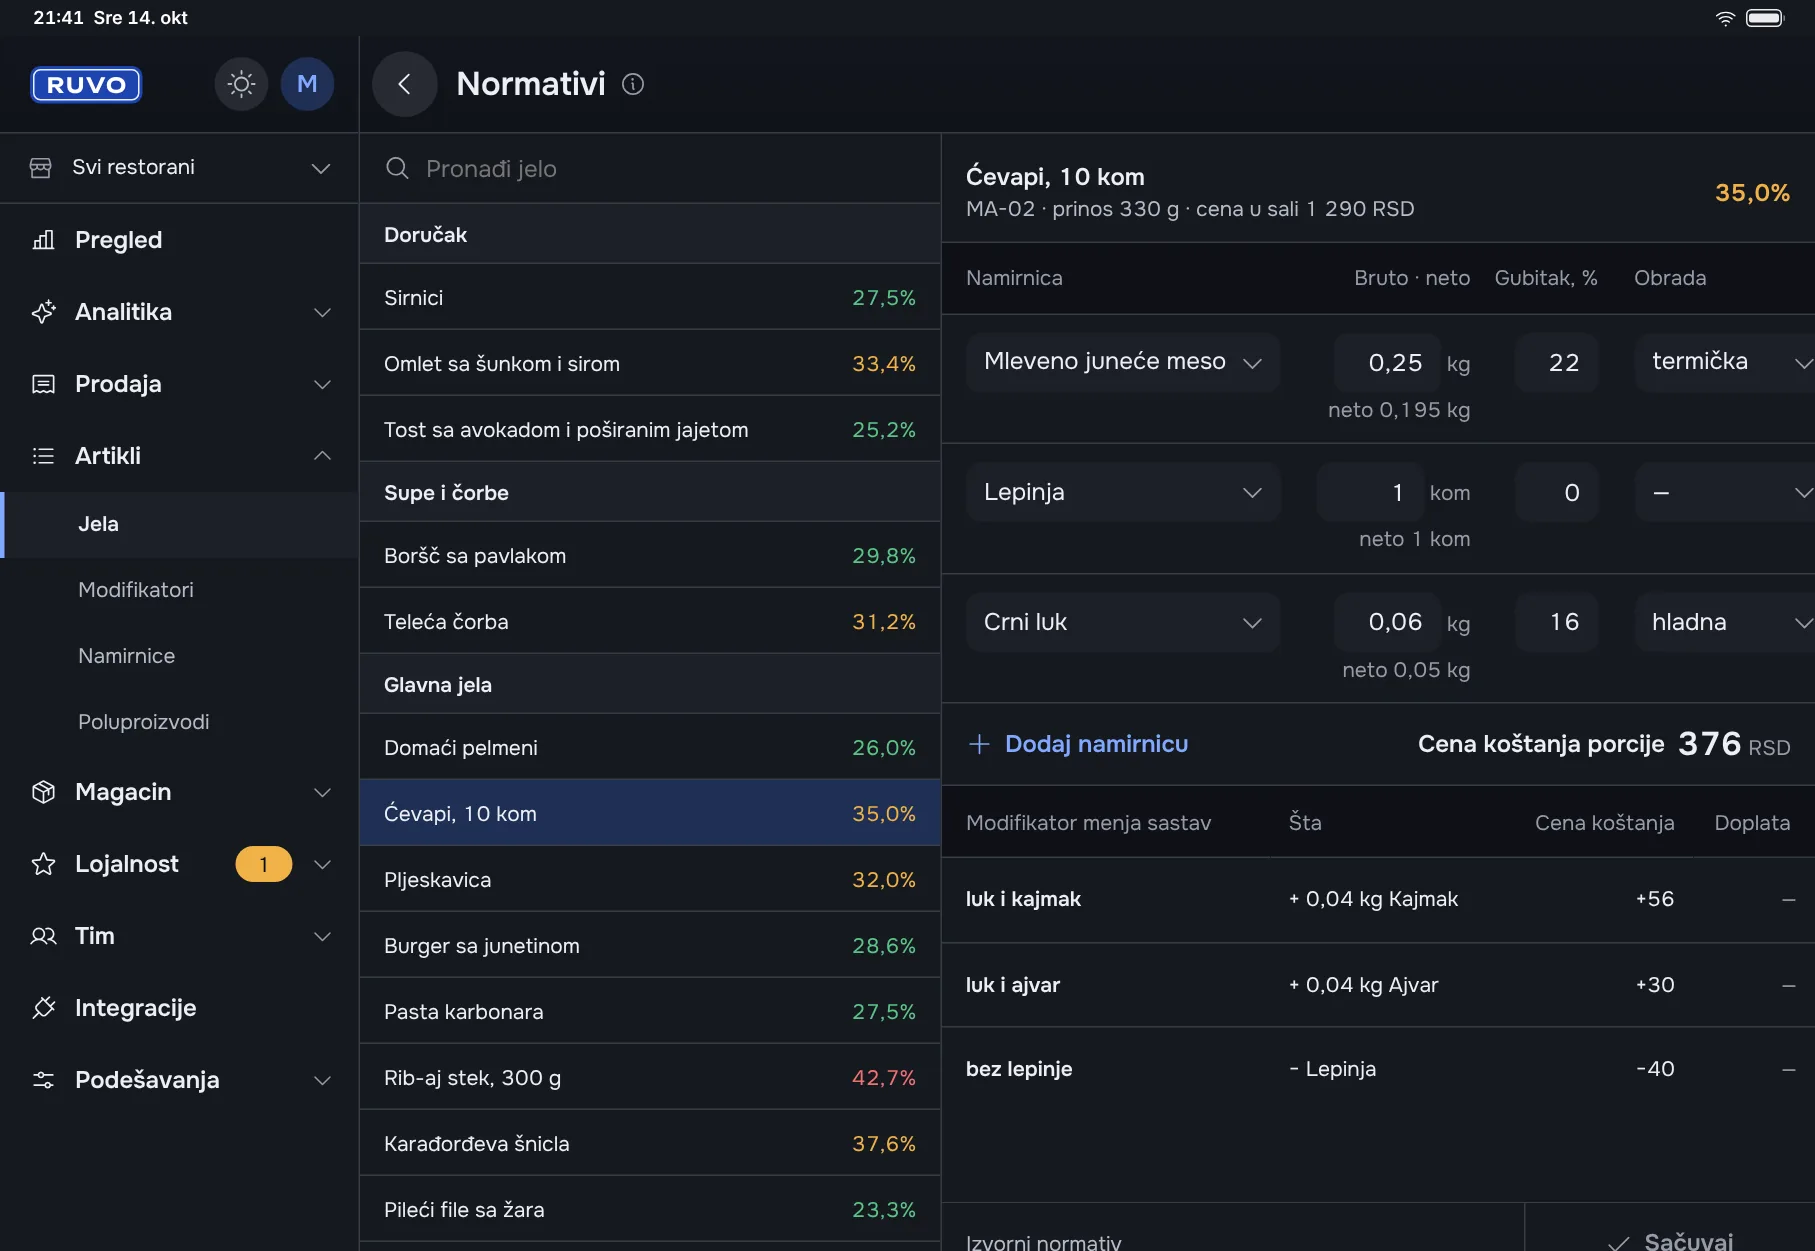 21:41 Sre 14. okt
RUVO
M
Normativi
Svi restorani
Pregled
Analitika
Prodaja
Artikli
Jela
Modifikatori
Namirnice
Poluproizvodi
Magacin
Lojalnost 1
Tim
Integracije
Podešavanja
Pronađi jelo
Doručak
Sirnici 27,5%
Omlet sa šunkom i sirom 33,4%
Tost sa avokadom i poširanim jajetom 25,2%
Supe i čorbe
Boršč sa pavlakom 29,8%
Teleća čorba 31,2%
Glavna jela
Domaći pelmeni 26,0%
Ćevapi, 10 kom 35,0%
Pljeskavica 32,0%
Burger sa junetinom 28,6%
Pasta karbonara 27,5%
Rib-aj stek, 300 g 42,7%
Karađorđeva šnicla 37,6%
Pileći file sa žara 23,3%
Ćevapi, 10 kom 35,0%
MA-02 · prinos 330 g · cena u sali 1 290 RSD
Namirnica Bruto · neto Gubitak, % Obrada
Mleveno juneće meso 0,25 kg 22 termička
neto 0,195 kg
Lepinja 1 kom 0 –
neto 1 kom
Crni luk 0,06 kg 16 hladna
neto 0,05 kg
Dodaj namirnicu Cena koštanja porcije 376 RSD
Modifikator menja sastav Šta Cena koštanja Doplata
luk i kajmak + 0,04 kg Kajmak +56 –
luk i ajvar + 0,04 kg Ajvar +30 –
bez lepinje − Lepinja −40 –
Izvorni normativ Sačuvaj